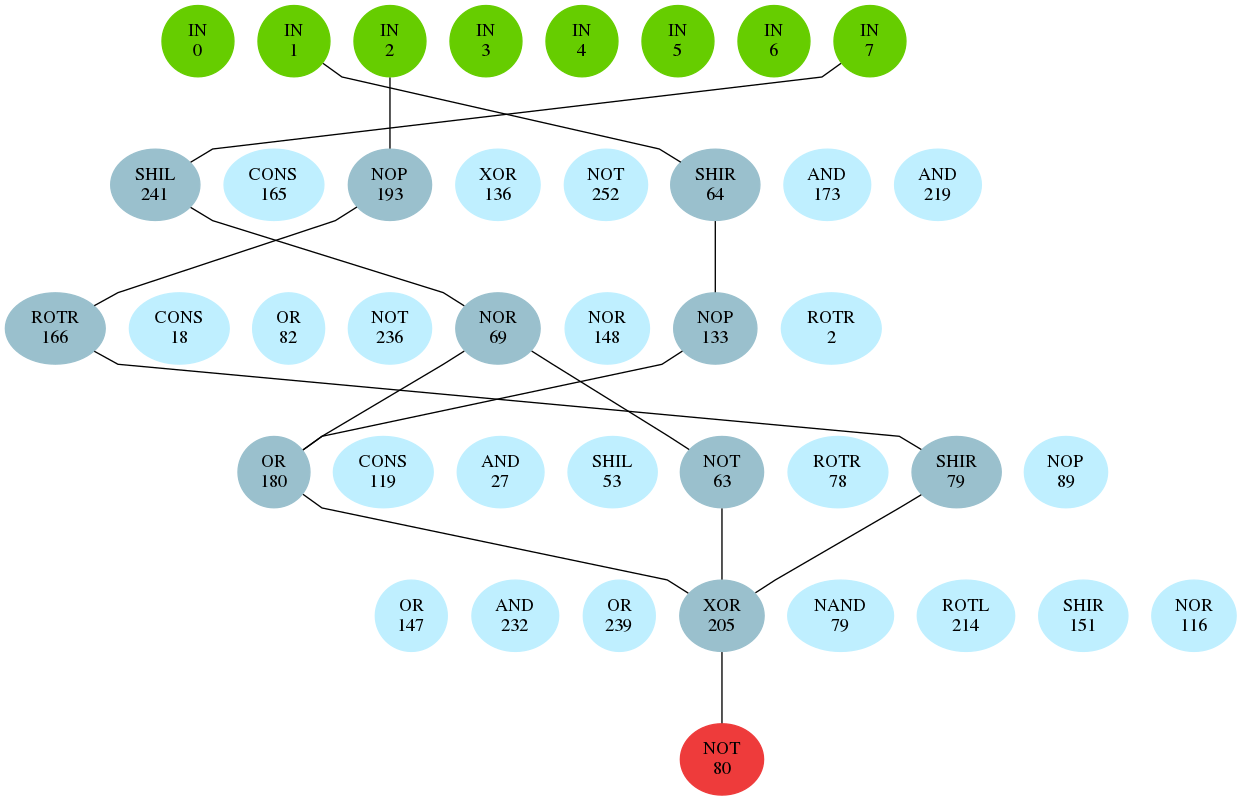 IN
0
IN
1
IN
2
IN
3
IN
4
IN
5
IN
6
IN
7
SHIL
241
CONS
165
NOP
193
XOR
136
NOT
252
SHIR
64
AND
173
AND
219
ROTR
166
CONS
18
OR
82
NOT
236
NOR
69
NOR
148
NOP
133
ROTR
2
OR
180
CONS
119
AND
27
SHIL
53
NOT
63
ROTR
78
SHIR
79
NOP
89
OR
147
AND
232
OR
239
XOR
205
NAND
79
ROTL
214
SHIR
151
NOR
116
NOT
80